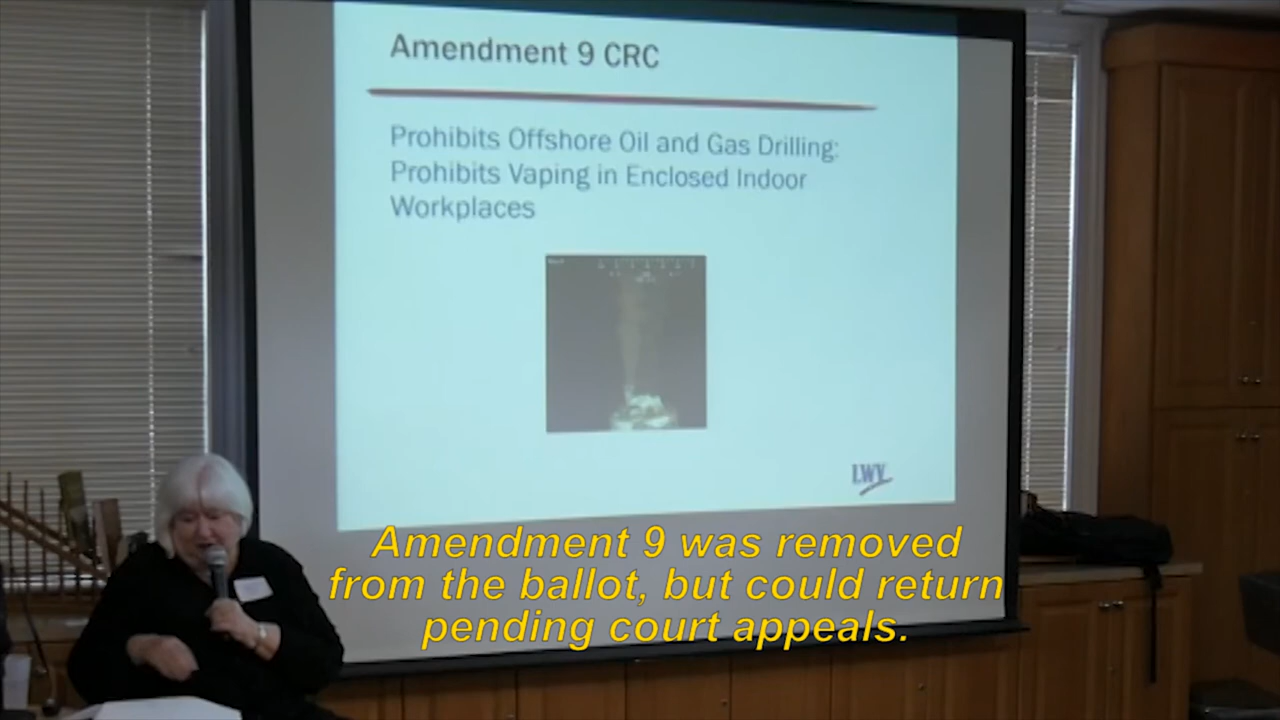 Amendment 9 CRC
Prohibits Offshore Oil and Gas Drilling:
Prohibits Vaping in Enclosed Indoor
Workplaces
LWV
Amendment 9 was removed
from the ballot, but could return
pending court appeals.